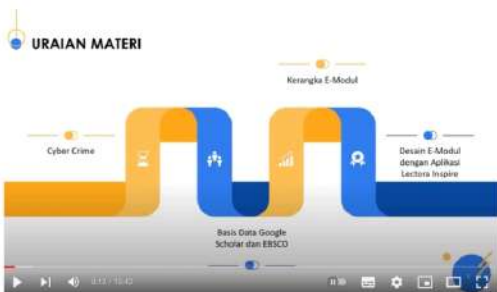 URAIAN MATERI
Kerangka E-Modul
Cyber Crime
Desain E-Modul
dengan Aplikasi
Lectora Inspire
Basis Data Google
Scholar dan EBSCO